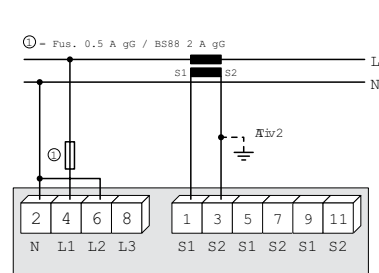 ① - Fus. 0.5 A gG / BS88 2 A gG
L
S1 S2
N
Ativ2
①
2 4 6 8 1 3 5 7 9 11
N L1 L2 L3 S1 S2 S1 S2 S1 S2